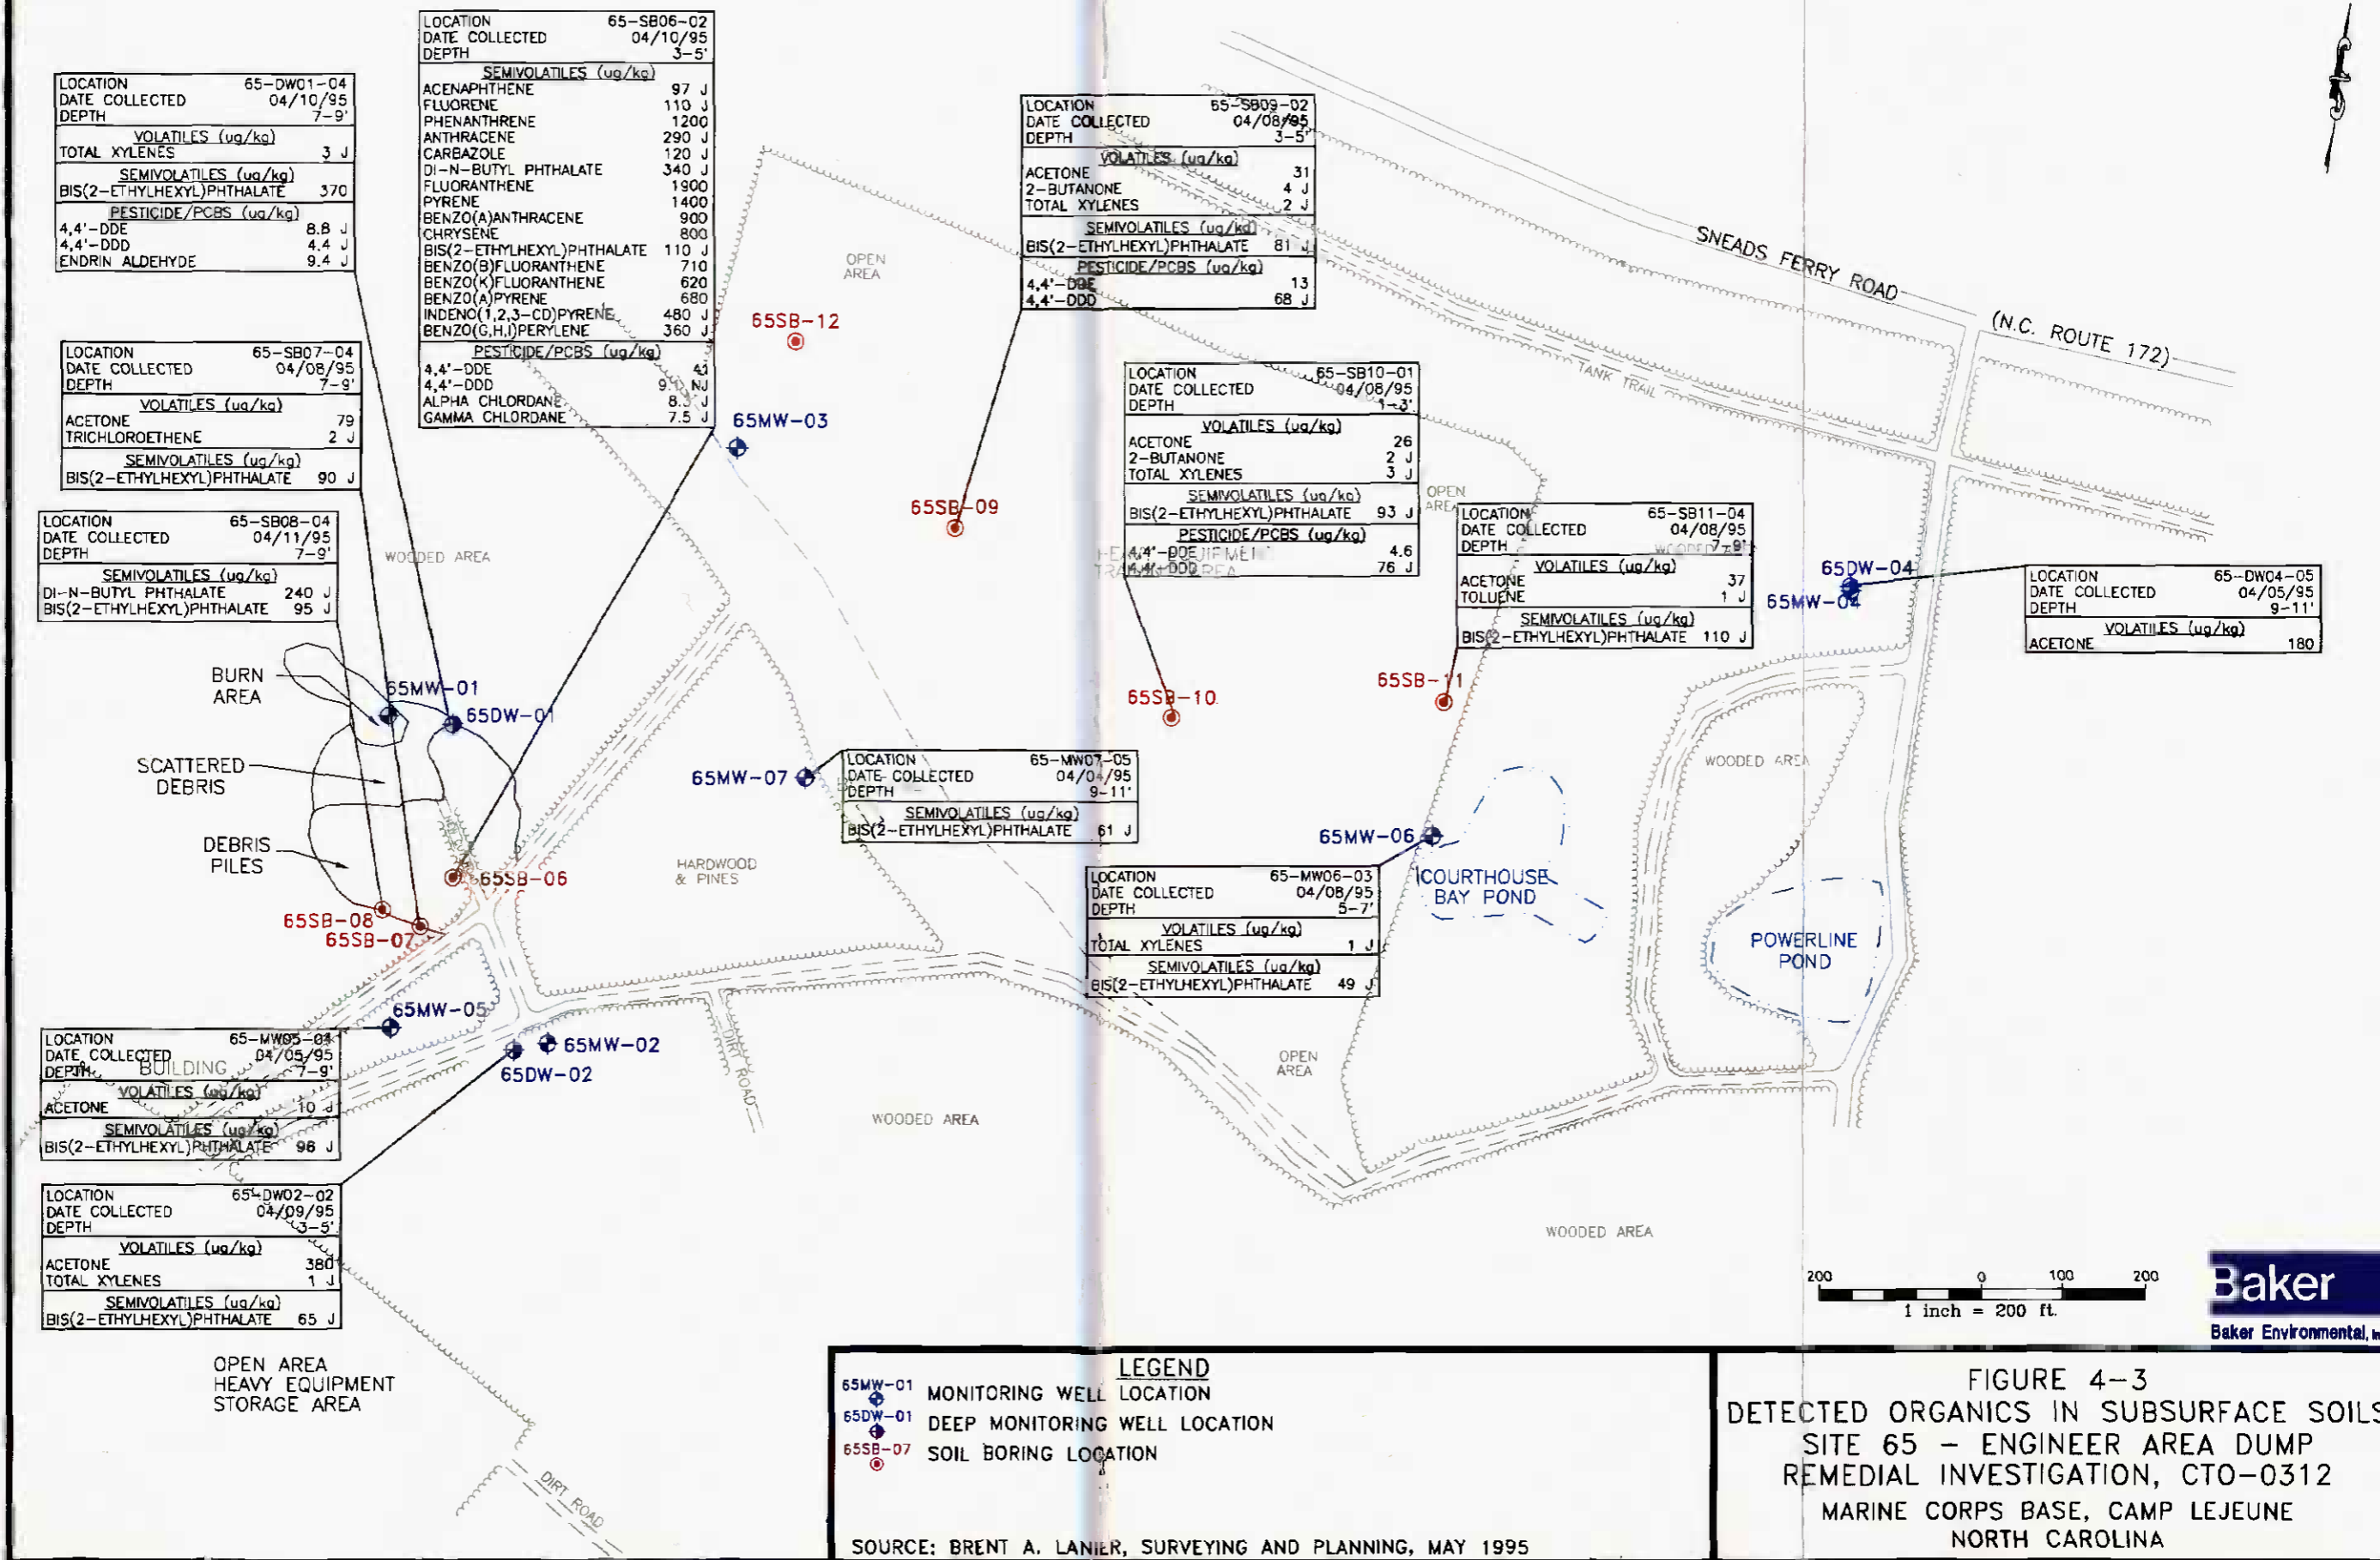 LOCATION 65-DW01-04
DATE COLLECTED 04/10/95
DEPTH 7-9'
VOLATILES (ug/kg)
TOTAL XYLENES 3 J
SEMIVOLATILES (ug/kg)
BIS(2-ETHYLHEXYL)PHTHALATE 370
PESTICIDE/PCBS (ug/kg)
4,4'-DDE 8.8 J
4,4'-DDD 4.4 J
ENDRIN ALDEHYDE 9.4 J
LOCATION 65-SB06-02
DATE COLLECTED 04/10/95
DEPTH 3-5'
SEMIVOLATILES (ug/kg)
ACENAPHTHENE 97 J
FLUORENE 110 J
PHENANTHRENE 1200
ANTHRACENE 290 J
CARBAZOLE 120 J
DI-N-BUTYL PHTHALATE 340 J
FLUORANTHENE 1900
PYRENE 1400
BENZO(A)ANTHRACENE 900
CHRYSENE 800
BIS(2-ETHYLHEXYL)PHTHALATE 110 J
BENZO(B)FLUORANTHENE 710
BENZO(K)FLUORANTHENE 620
BENZO(A)PYRENE 680
INDENO(1,2,3-CD)PYRENE 480 J
BENZO(G,H,I)PERYLENE 360 J
PESTICIDE/PCBS (ug/kg)
4,4'-DDE
4,4'-DDD NJ
ALPHA CHLORDANE J
GAMMA CHLORDANE 7.5 J
LOCATION 65-SB09-02
DATE COLLECTED 04/08/95
DEPTH 3-5'
VOLATILES (ug/kg)
ACETONE 31
2-BUTANONE 4 J
TOTAL XYLENES 2 J
SEMIVOLATILES (ug/kg)
BIS(2-ETHYLHEXYL)PHTHALATE 81 J
PESTICIDE/PCBS (ug/kg)
4,4'-DDE 13
4,4'-DDD 68 J
LOCATION 65-SB07-04
DATE COLLECTED 04/08/95
DEPTH 7-9'
VOLATILES (ug/kg)
ACETONE 79
TRICHLOROETHENE 2 J
SEMIVOLATILES (ug/kg)
BIS(2-ETHYLHEXYL)PHTHALATE 90 J
LOCATION 65-SB10-01
DATE COLLECTED 04/08/95
DEPTH 1-3'
VOLATILES (ug/kg)
ACETONE 26
2-BUTANONE 2 J
TOTAL XYLENES 3 J
SEMIVOLATILES (ug/kg)
BIS(2-ETHYLHEXYL)PHTHALATE 93 J
PESTICIDE/PCBS (ug/kg)
4,4'-DDE 4.6
4,4'-DDD 76 J
LOCATION 65-SB08-04
DATE COLLECTED 04/11/95
DEPTH 7-9'
SEMIVOLATILES (ug/kg)
DI-N-BUTYL PHTHALATE 240 J
BIS(2-ETHYLHEXYL)PHTHALATE 95 J
LOCATION 65-SB11-04
DATE COLLECTED 04/08/95
DEPTH 7-9'
VOLATILES (ug/kg)
ACETONE 37
TOLUENE 1 J
SEMIVOLATILES (ug/kg)
BIS(2-ETHYLHEXYL)PHTHALATE 110 J
LOCATION 65-DW04-05
DATE COLLECTED 04/05/95
DEPTH 9-11'
VOLATILES (ug/kg)
ACETONE 180
LOCATION 65-MW07-05
DATE COLLECTED 04/04/95
DEPTH 9-11'
SEMIVOLATILES (ug/kg)
BIS(2-ETHYLHEXYL)PHTHALATE 61 J
LOCATION 65-MW06-03
DATE COLLECTED 04/08/95
DEPTH 5-7'
VOLATILES (ug/kg)
TOTAL XYLENES 1 J
SEMIVOLATILES (ug/kg)
BIS(2-ETHYLHEXYL)PHTHALATE 49 J
LOCATION 65-MW05-04
DATE COLLECTED 04/05/95
DEPTH 7-9'
BUILDING
VOLATILES (ug/kg)
ACETONE 10 J
SEMIVOLATILES (ug/kg)
BIS(2-ETHYLHEXYL)PHTHALATE 96 J
LOCATION 65-DW02-02
DATE COLLECTED 04/09/95
DEPTH 3-5'
VOLATILES (ug/kg)
ACETONE 380
TOTAL XYLENES 1 J
SEMIVOLATILES (ug/kg)
BIS(2-ETHYLHEXYL)PHTHALATE 65 J
OPEN
AREA
65SB-12
65MW-03
65SB-09
SNEADS FERRY ROAD
(N.C. ROUTE 172)
TANK TRAIL
OPEN
AREA
WOODED AREA
65DW-04
65MW-04
BURN
AREA
65MW-01
65DW-01
65SB-10
65SB-11
SCATTERED
DEBRIS
65MW-07
WOODED AREA
65MW-06
DEBRIS
PILES
HARDWOOD
& PINES
65SB-06
COURTHOUSE
BAY POND
65SB-08
65SB-07
POWERLINE
POND
65MW-05
65MW-02
65DW-02
DIRT ROAD
OPEN
AREA
WOODED AREA
WOODED AREA
OPEN AREA
HEAVY EQUIPMENT
STORAGE AREA
DIRT ROAD
200 0 100 200
1 inch = 200 ft.
Baker
Baker Environmental,
LEGEND
65MW-01 MONITORING WELL LOCATION
65DW-01 DEEP MONITORING WELL LOCATION
65SB-07 SOIL BORING LOCATION
SOURCE: BRENT A. LANIER, SURVEYING AND PLANNING, MAY 1995
FIGURE 4-3
DETECTED ORGANICS IN SUBSURFACE SOILS
SITE 65 - ENGINEER AREA DUMP
REMEDIAL INVESTIGATION, CTO-0312
MARINE CORPS BASE, CAMP LEJEUNE
NORTH CAROLINA